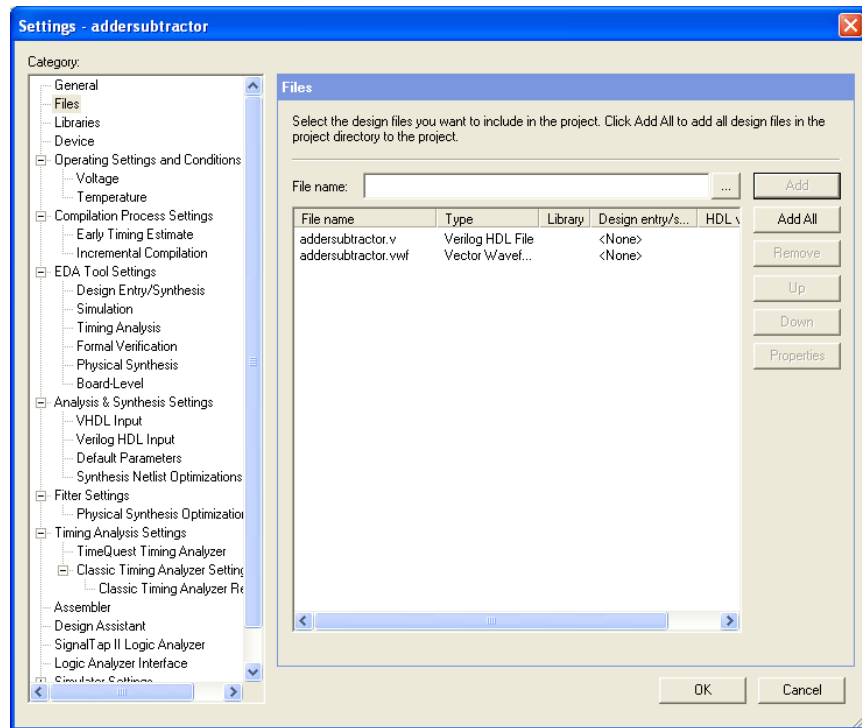 Settings - addersubtractor
Category:
General
Files
Libraries
Device
Operating Settings and Conditions
Voltage
Temperature
Compilation Process Settings
Early Timing Estimate
Incremental Compilation
EDA Tool Settings
Design Entry/Synthesis
Simulation
Timing Analysis
Formal Verification
Physical Synthesis
Board-Level
Analysis & Synthesis Settings
VHDL Input
Verilog HDL Input
Default Parameters
Synthesis Netlist Optimizations
Fitter Settings
Physical Synthesis Optimization
Timing Analysis Settings
TimeQuest Timing Analyzer
Classic Timing Analyzer Setting
Classic Timing Analyzer Re
Assembler
Design Assistant
SignalTap II Logic Analyzer
Logic Analyzer Interface
Simulator Settings
Files
Select the design files you want to include in the project. Click Add All to add all design files in the
project directory to the project.
File name: ... Add
File name Type Library Design entry/s... HDL v Add All
addersubtractor.v Verilog HDL File <None>
addersubtractor.vwf Vector Wavef... <None>
Remove
Up
Down
Properties
OK Cancel